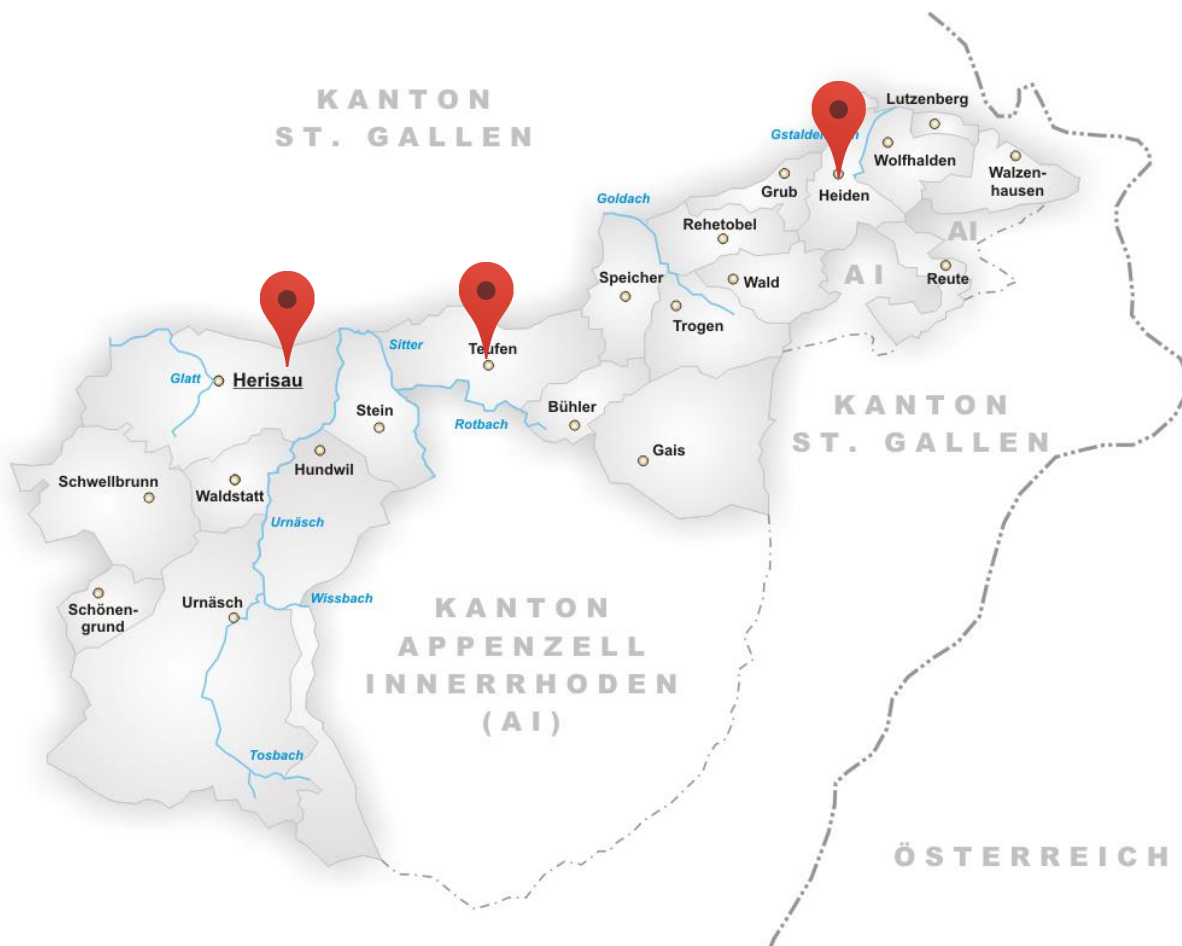 KANTON
ST. GALLEN
Lutzenberg
Wolfhalden
Walzen-
hausen
Grub
Heiden
Goldach
Rehetobel
AI
AI
Reute
Speicher
Wald
Trogen
Sitter
Teufen
Glatt
Herisau
Stein
Rotbach
Bühler
KANTON
ST. GALLEN
Gais
Hundwil
Schwellbrunn
Waldstatt
Urnäsch
Wissbach
Urnäsch
Schönen-
grund
KANTON
APPENZELL
INNERRHODEN
(AI)
Tosbach
ÖSTERREICH